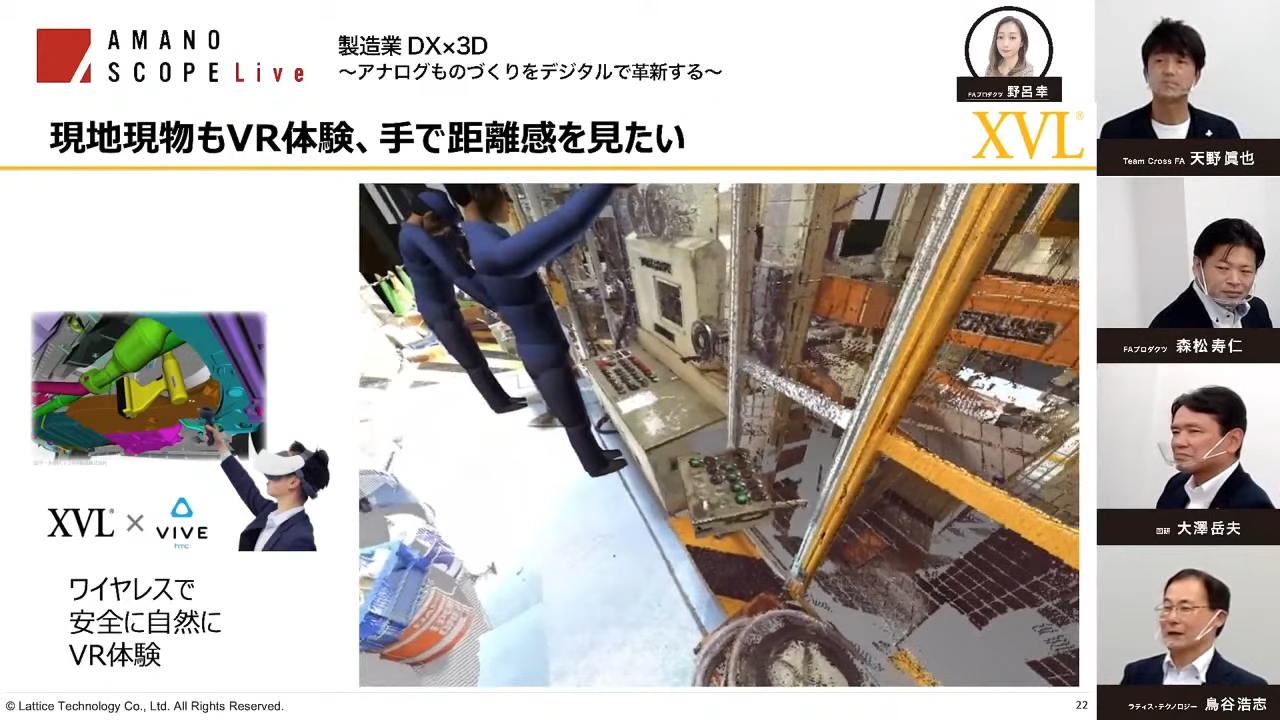 AMANO
SCOPE Live
製造業 DX×3D
～アナログものづくりをデジタルで革新する～
FAプロダクツ 野呂幸
現地現物もVR体験、手で距離感を見たい
XVL®
XVL® × VIVE
htc
ワイヤレスで
安全に自然に
VR体験
© Lattice Technology Co., Ltd. All Rights Reserved.
22
Team Cross FA 天野眞也
FAプロダクツ 森松寿仁
図研 大澤岳夫
ラティス・テクノロジー 鳥谷浩志